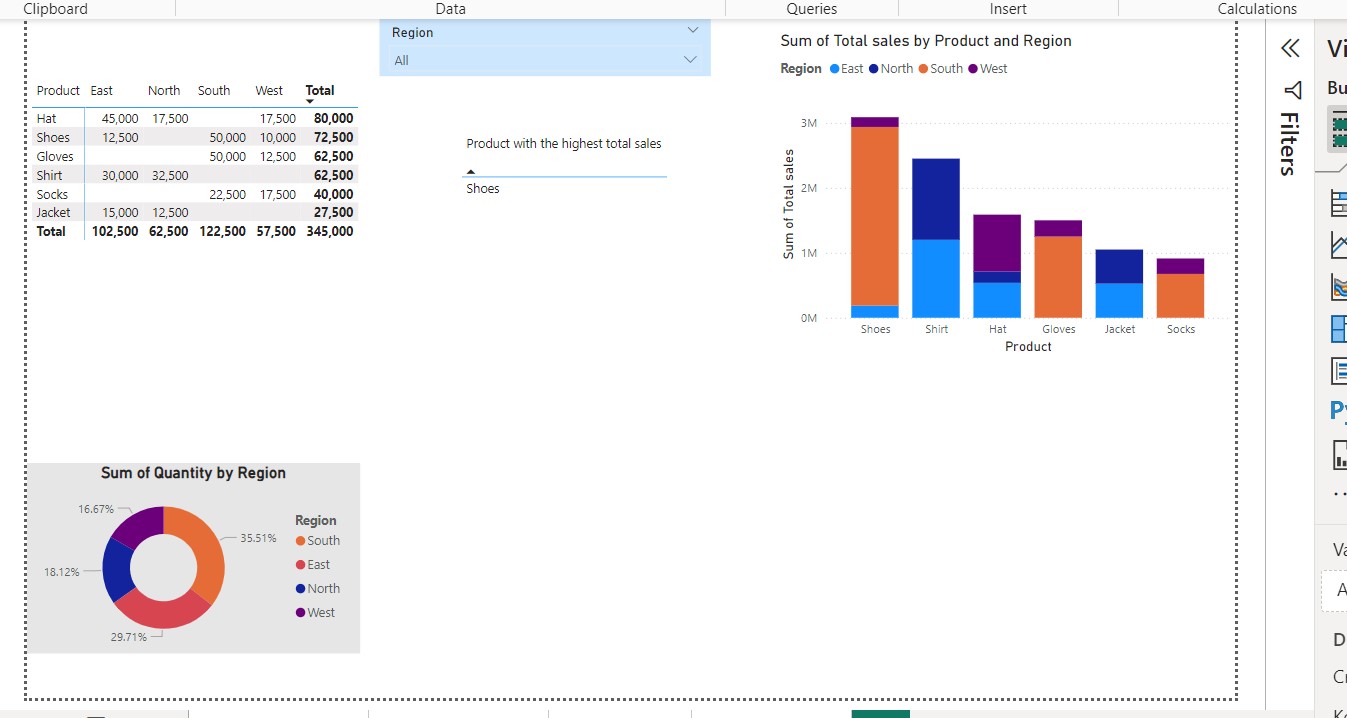 Clipboard Data Queries Insert Calculations
Region
All
Product East North South West Total
Hat 45,000 17,500 17,500 80,000
Shoes 12,500 50,000 10,000 72,500
Gloves 50,000 12,500 62,500
Shirt 30,000 32,500 62,500
Socks 22,500 17,500 40,000
Jacket 15,000 12,500 27,500
Total 102,500 62,500 122,500 57,500 345,000
Product with the highest total sales
Shoes
Sum of Total sales by Product and Region
Region East North South West
Sum of Total sales
3M
2M
1M
0M
Shoes Shirt Hat Gloves Jacket Socks
Product
Sum of Quantity by Region
16.67%
35.51%
18.12%
29.71%
Region
South
East
North
West
Filters
Vi
Bu
Py
Va
A
D
Cr